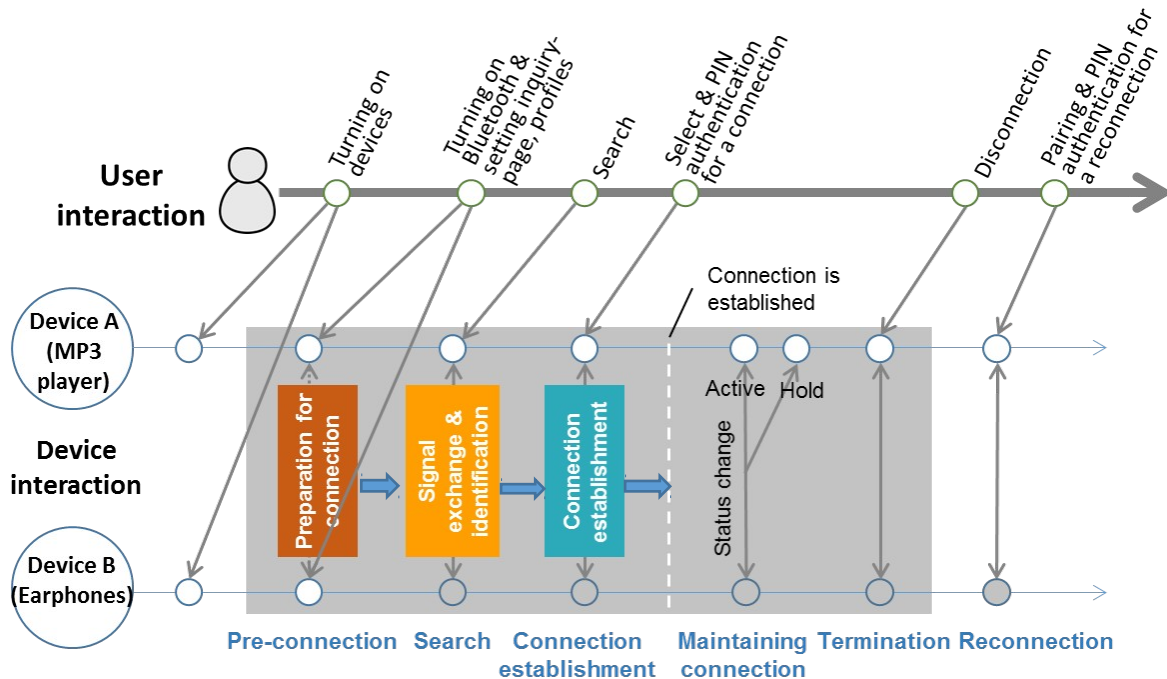 Turning on
devices
Turning on
Bluetooth &
setting inquiry-
page, profiles
Search
Select & PIN
authentication
for a connection
Disconnection
Pairing & PIN
authentication for
a reconnection
User
interaction
Connection is
established
Device A
(MP3
player)
Active
Hold
Preparation for
connection
Signal
exchange &
identification
Connection
establishment
Status change
Device
interaction
Device B
(Earphones)
Pre-connection
Search
Connection
establishment
Maintaining
connection
Termination
Reconnection